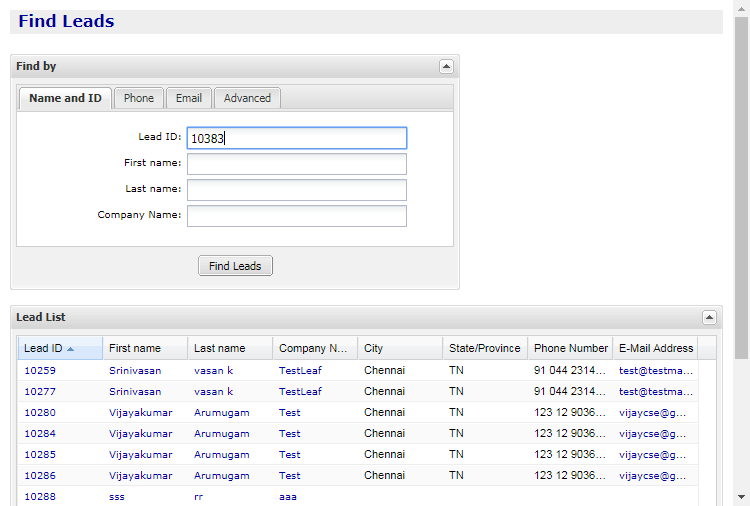 Find Leads
Find by
Name and ID Phone Email Advanced
Lead ID: 10383
First name:
Last name:
Company Name:
Find Leads
Lead List
Lead ID First name Last name Company N... City State/Province Phone Number E-Mail Address
10259 Srinivasan vasan k TestLeaf Chennai TN 91 044 2314... test@testma...
10277 Srinivasan vasan k TestLeaf Chennai TN 91 044 2314... test@testma...
10280 Vijayakumar Arumugam Test Chennai TN 123 12 9036... vijaycse@g...
10284 Vijayakumar Arumugam Test Chennai TN 123 12 9036... vijaycse@g...
10285 Vijayakumar Arumugam Test Chennai TN 123 12 9036... vijaycse@g...
10286 Vijayakumar Arumugam Test Chennai TN 123 12 9036... vijaycse@g...
10288 sss rr aaa